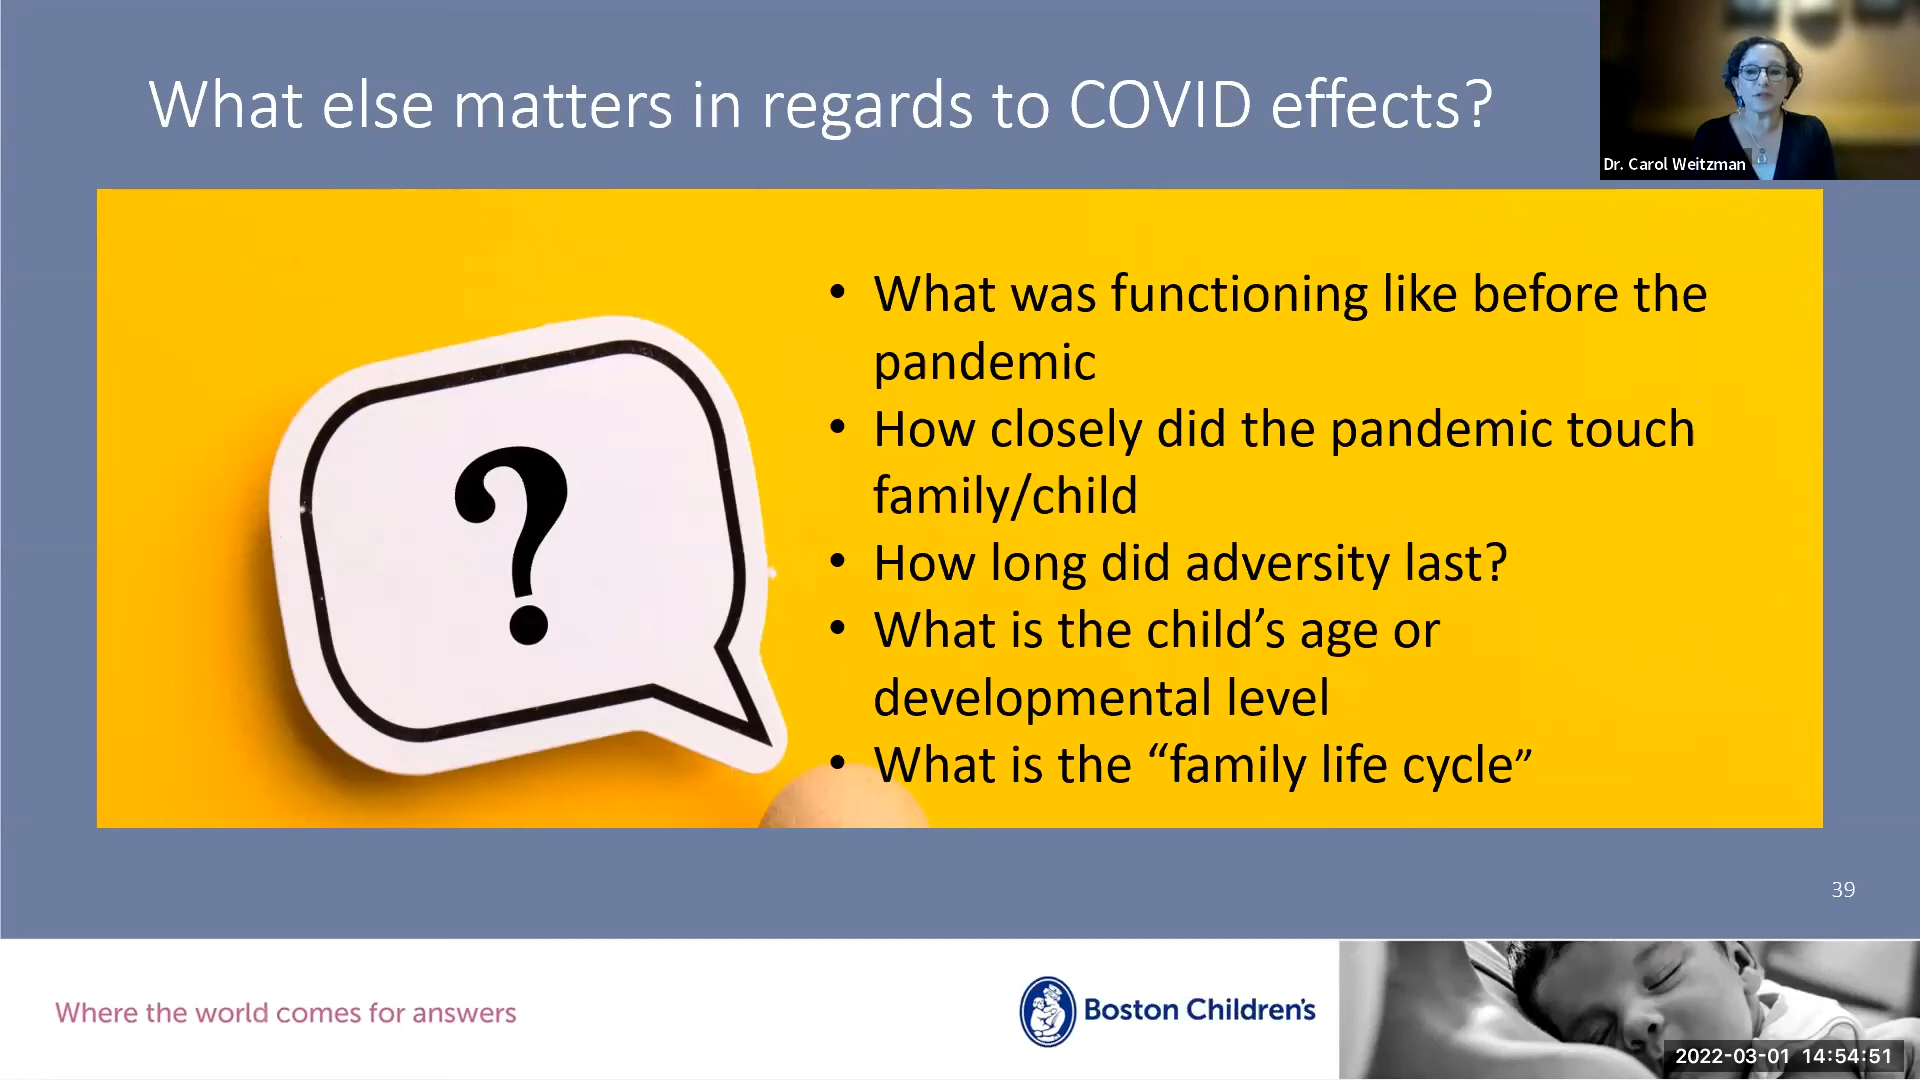 What else matters in regards to COVID effects?
Dr. Carol Weitzman
?
• What was functioning like before the
pandemic
• How closely did the pandemic touch
family/child
• How long did adversity last?
• What is the child’s age or
developmental level
• What is the “family life cycle”
39
Where the world comes for answers
Boston Children's
2022-03-01 14:54:51